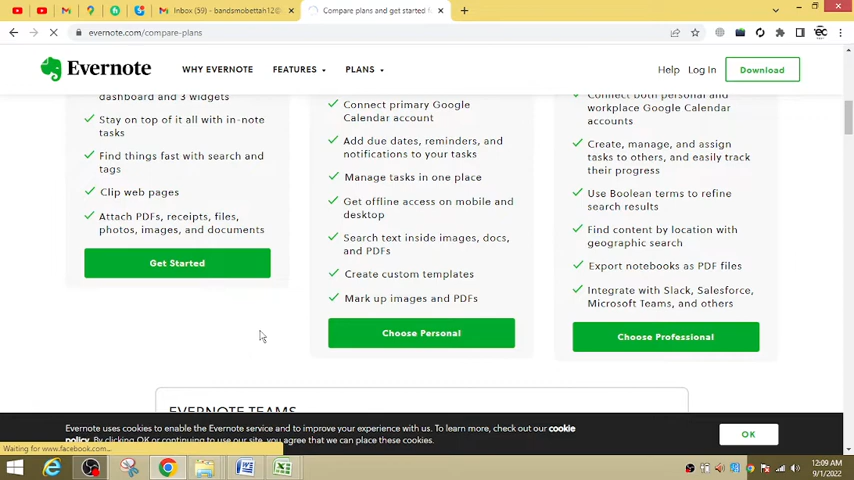 Inbox (59) - bandsmobettah12@
Compare plans and get started f
evernote.com/compare-plans
Evernote
WHY EVERNOTE
FEATURES
PLANS
Help
Log In
Download
dashboard and 3 widgets
Stay on top of it all with in-note
tasks
Find things fast with search and
tags
Clip web pages
Attach PDFs, receipts, files,
photos, images, and documents
Get Started
Connect primary Google
Calendar account
Add due dates, reminders, and
notifications to your tasks
Manage tasks in one place
Get offline access on mobile and
desktop
Search text inside images, docs,
and PDFs
Create custom templates
Mark up images and PDFs
Choose Personal
Connect both personal and
workplace Google Calendar
accounts
Create, manage, and assign
tasks to others, and easily track
their progress
Use Boolean terms to refine
search results
Find content by location with
geographic search
Export notebooks as PDF files
Integrate with Slack, Salesforce,
Microsoft Teams, and others
Choose Professional
EVERNOTE TEAMS
Evernote uses cookies to enable the Evernote service and to improve your experience with us. To learn more, check out our cookie
policy. By clicking OK or continuing to use our site, you agree that we can place these cookies.
OK
Waiting for www.facebook.com...
12:09 AM
9/1/2022